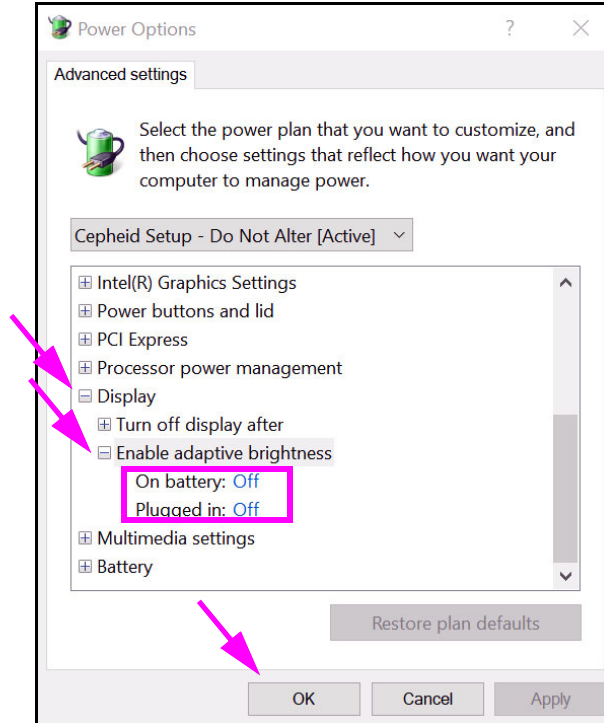 Power Options
Advanced settings
Select the power plan that you want to customize, and
then choose settings that reflect how you want your
computer to manage power.
Cepheid Setup - Do Not Alter [Active]
Intel(R) Graphics Settings
Power buttons and lid
PCI Express
Processor power management
Display
Turn off display after
Enable adaptive brightness
On battery: Off
Plugged in: Off
Multimedia settings
Battery
Restore plan defaults
OK Cancel Apply